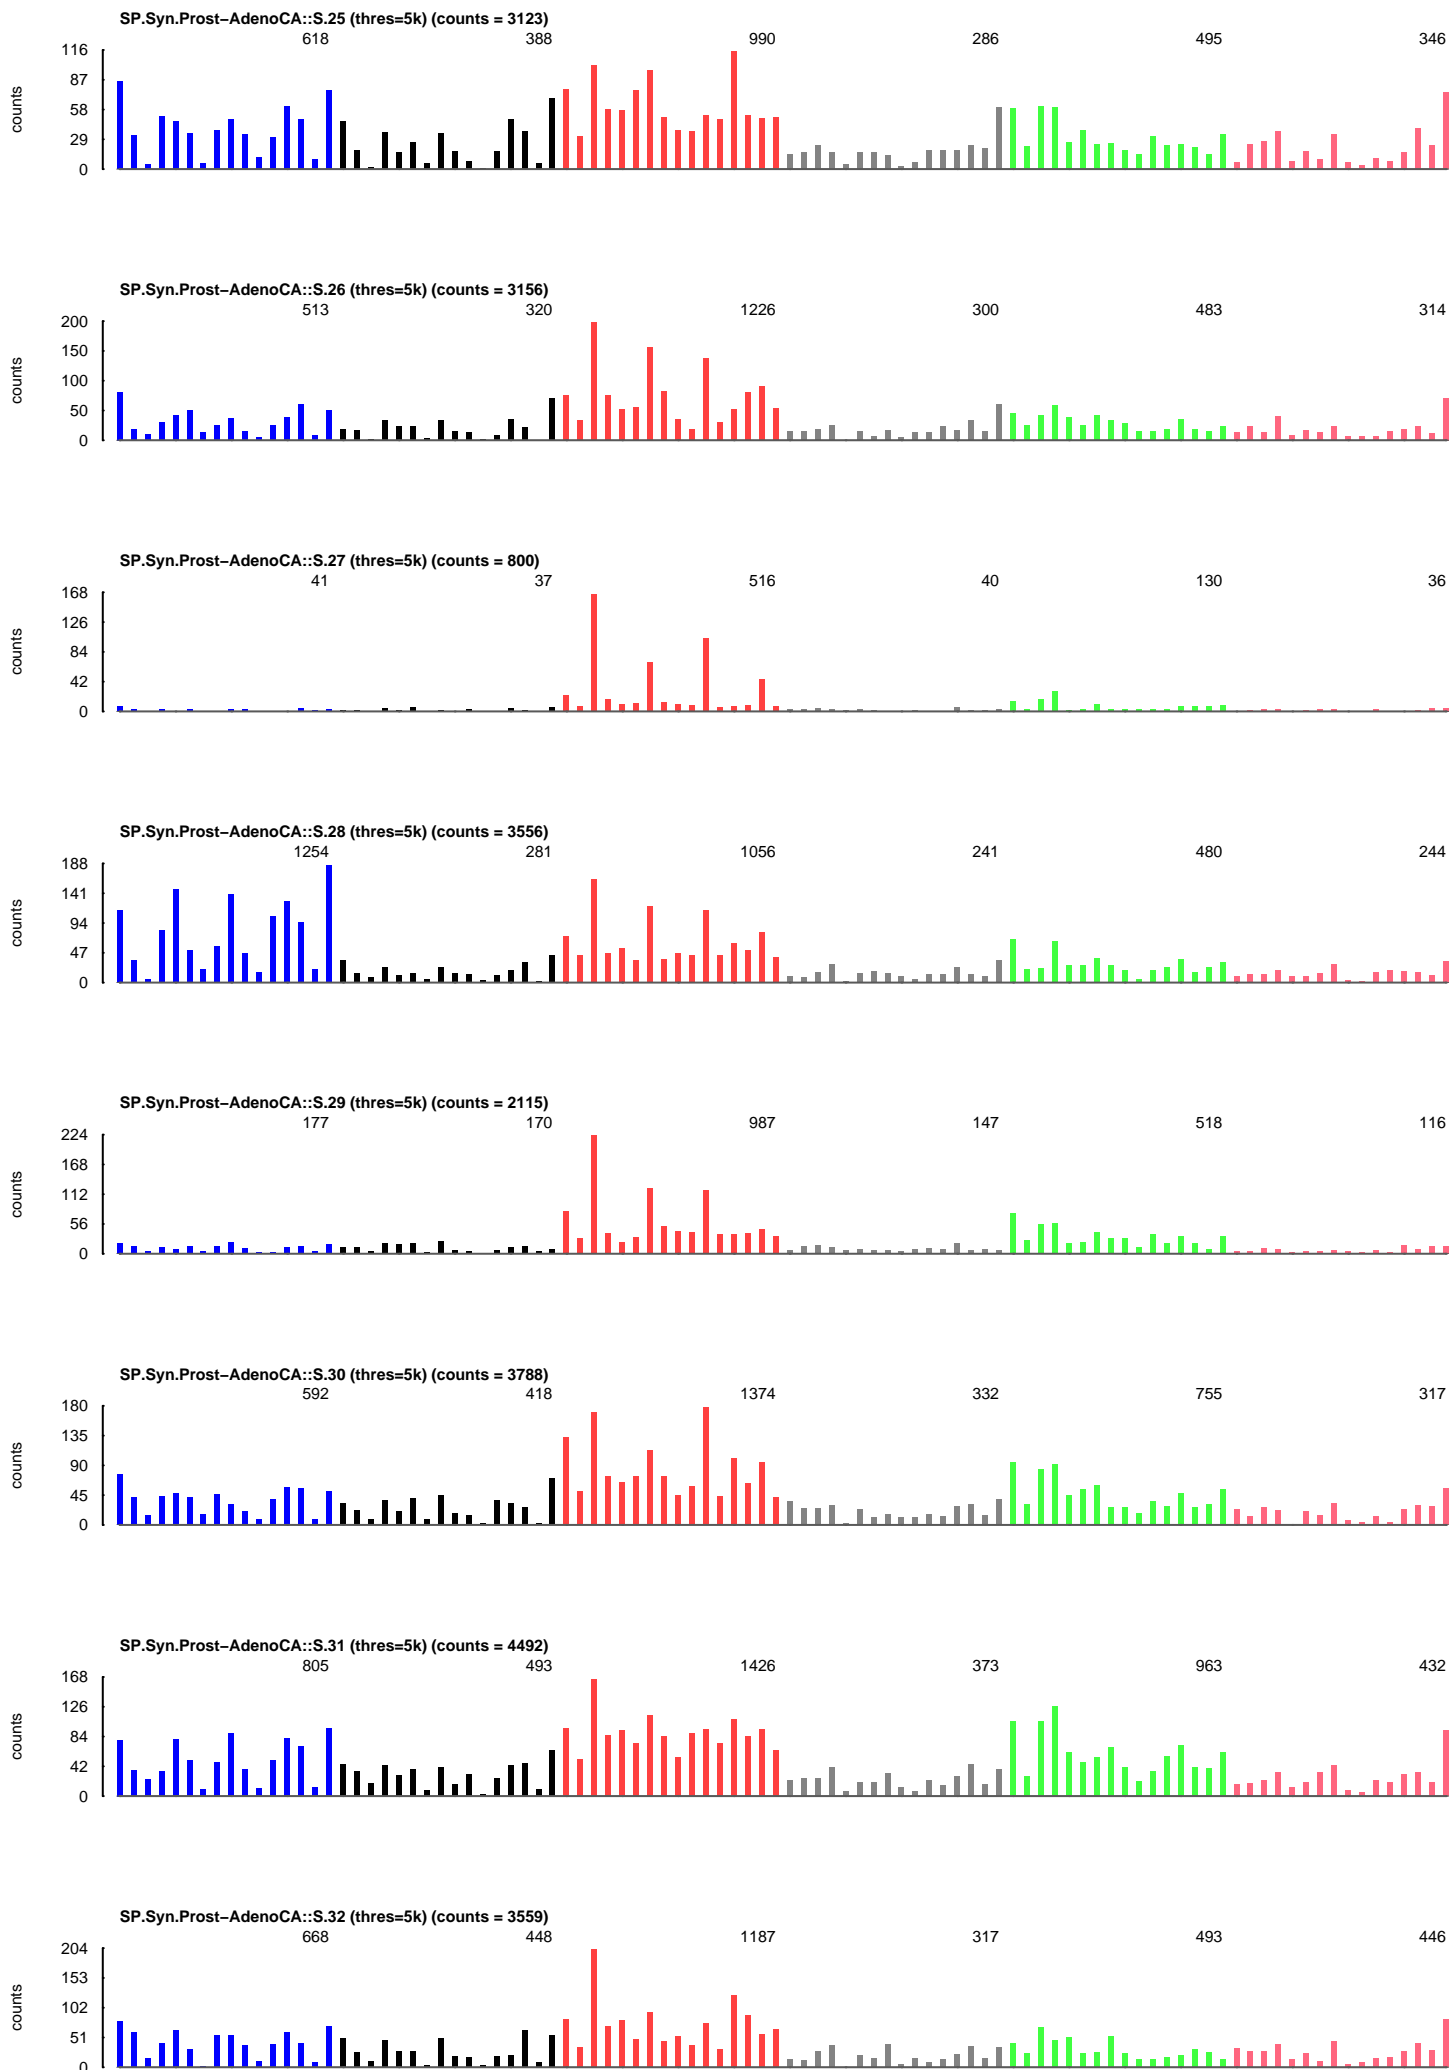 SP.Syn.Prost–AdenoCA::S.25 (thres=5k) (counts = 3123)
618 388 990 286 495 346
116
87
58
29
0
counts
SP.Syn.Prost–AdenoCA::S.26 (thres=5k) (counts = 3156)
513 320 1226 300 483 314
200
150
100
50
0
counts
SP.Syn.Prost–AdenoCA::S.27 (thres=5k) (counts = 800)
41 37 516 40 130 36
168
126
84
42
0
counts
SP.Syn.Prost–AdenoCA::S.28 (thres=5k) (counts = 3556)
1254 281 1056 241 480 244
188
141
94
47
0
counts
SP.Syn.Prost–AdenoCA::S.29 (thres=5k) (counts = 2115)
177 170 987 147 518 116
224
168
112
56
0
counts
SP.Syn.Prost–AdenoCA::S.30 (thres=5k) (counts = 3788)
592 418 1374 332 755 317
180
135
90
45
0
counts
SP.Syn.Prost–AdenoCA::S.31 (thres=5k) (counts = 4492)
805 493 1426 373 963 432
168
126
84
42
0
counts
SP.Syn.Prost–AdenoCA::S.32 (thres=5k) (counts = 3559)
668 448 1187 317 493 446
204
153
102
51
0
counts